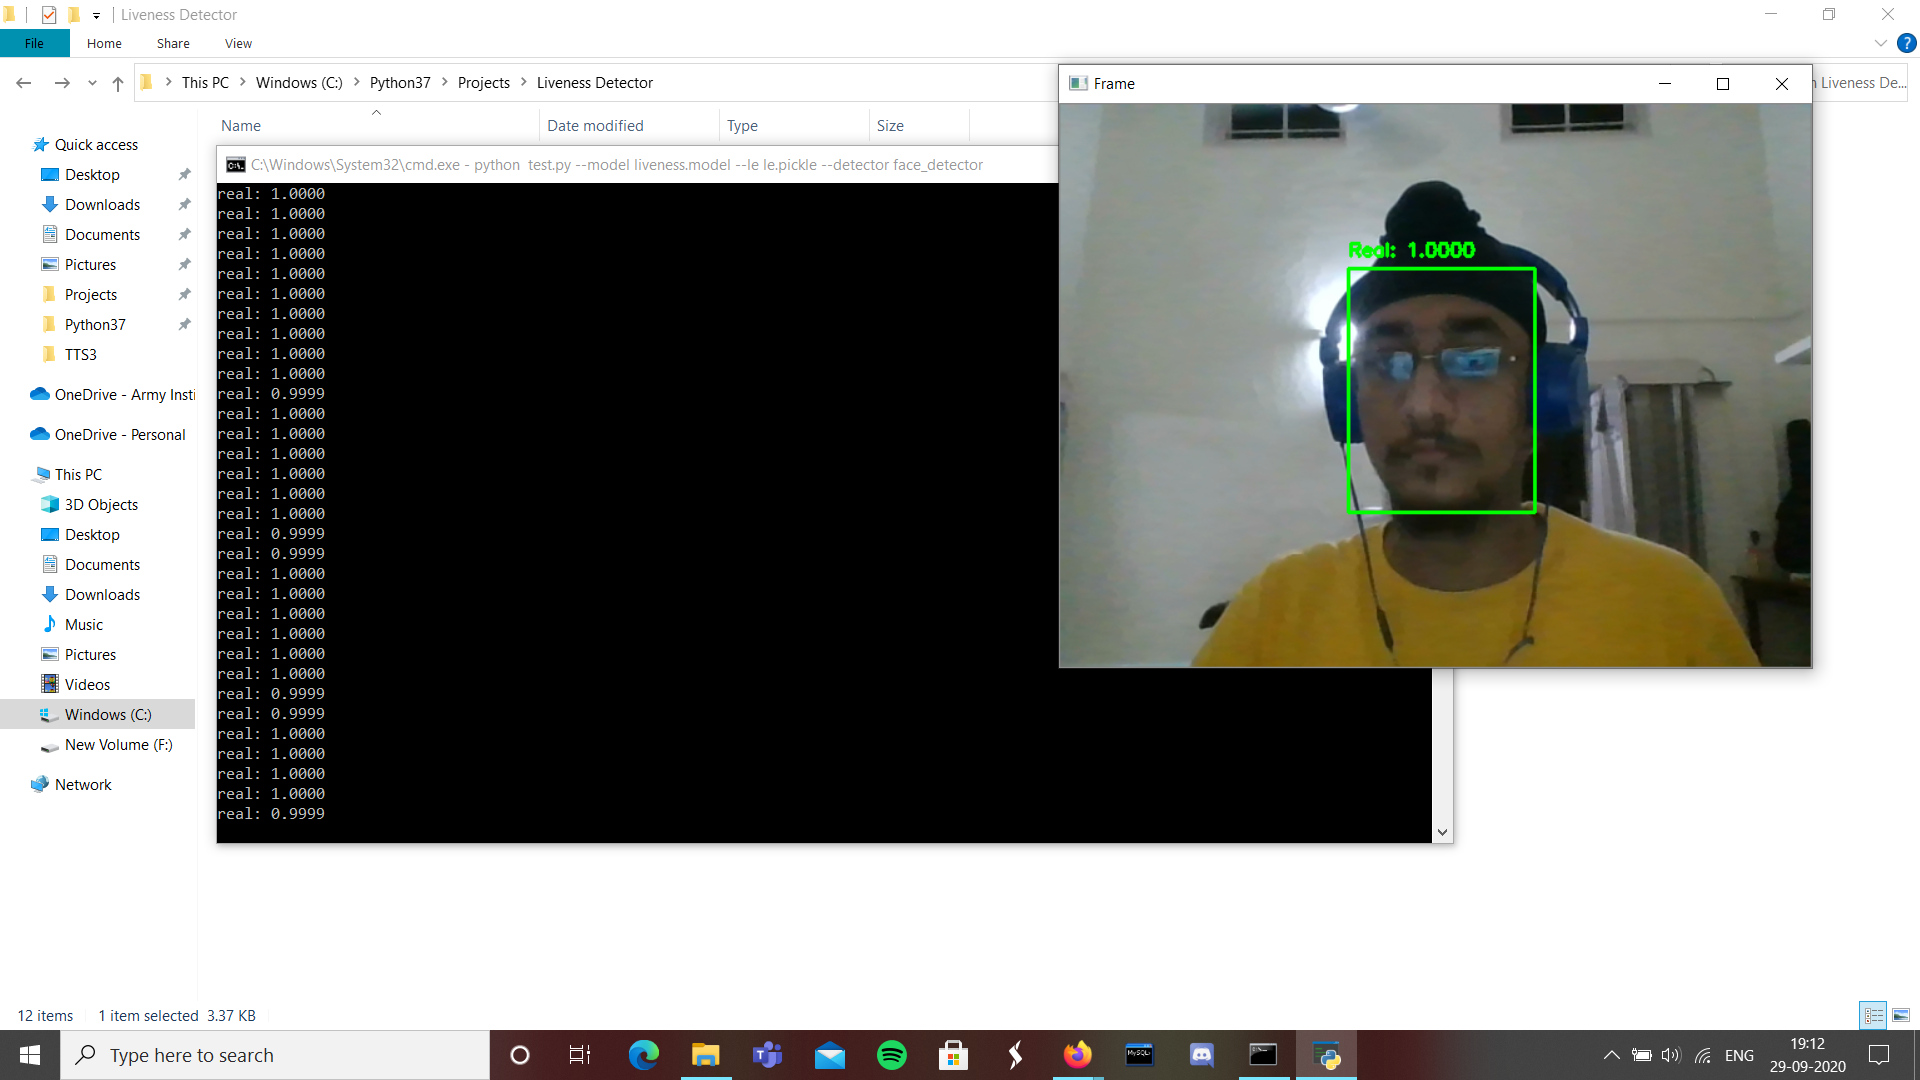 Liveness Detector
File Home Share View
This PC Windows (C:) Python37 Projects Liveness Detector
Liveness De...
Name Date modified Type Size
Quick access
Desktop
Downloads
Documents
Pictures
Projects
Python37
TTS3
OneDrive - Army Insti
OneDrive - Personal
This PC
3D Objects
Desktop
Documents
Downloads
Music
Pictures
Videos
Windows (C:)
New Volume (F:)
Network
C:\Windows\System32\cmd.exe - python  test.py --model liveness.model --le le.pickle --detector face_detector
real: 1.0000
real: 1.0000
real: 1.0000
real: 1.0000
real: 1.0000
real: 1.0000
real: 1.0000
real: 1.0000
real: 1.0000
real: 1.0000
real: 0.9999
real: 1.0000
real: 1.0000
real: 1.0000
real: 1.0000
real: 1.0000
real: 1.0000
real: 0.9999
real: 0.9999
real: 1.0000
real: 1.0000
real: 1.0000
real: 1.0000
real: 1.0000
real: 1.0000
real: 0.9999
real: 0.9999
real: 1.0000
real: 1.0000
real: 1.0000
real: 1.0000
real: 0.9999
Frame
Real: 1.0000
12 items 1 item selected 3.37 KB
Type here to search
MySQL
ENG
19:12
29-09-2020